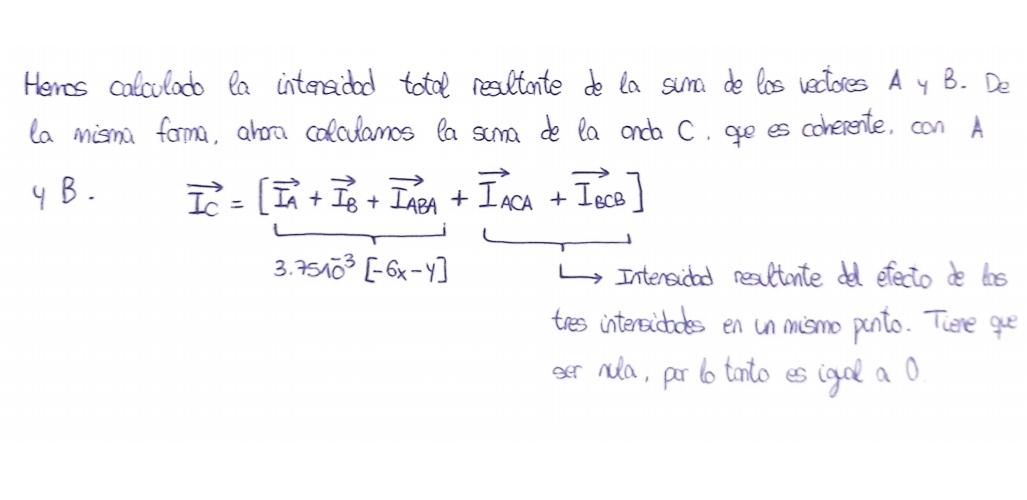 Hemos calculado la intensidad total resultante de la suma de los vectores A y B. De
la misma forma, ahora calculamos la suma de la onda C, que es coherente, con A
y B. I⃗C = [I⃗A + I⃗B + I⃗ABA + I⃗ACA + I⃗BCB]
3.75·10⁻³ [-6x-y] ↳ Intensidad resultante del efecto de las
tres intensidades en un mismo punto. Tiene que
ser nula, por lo tanto es igual a 0.